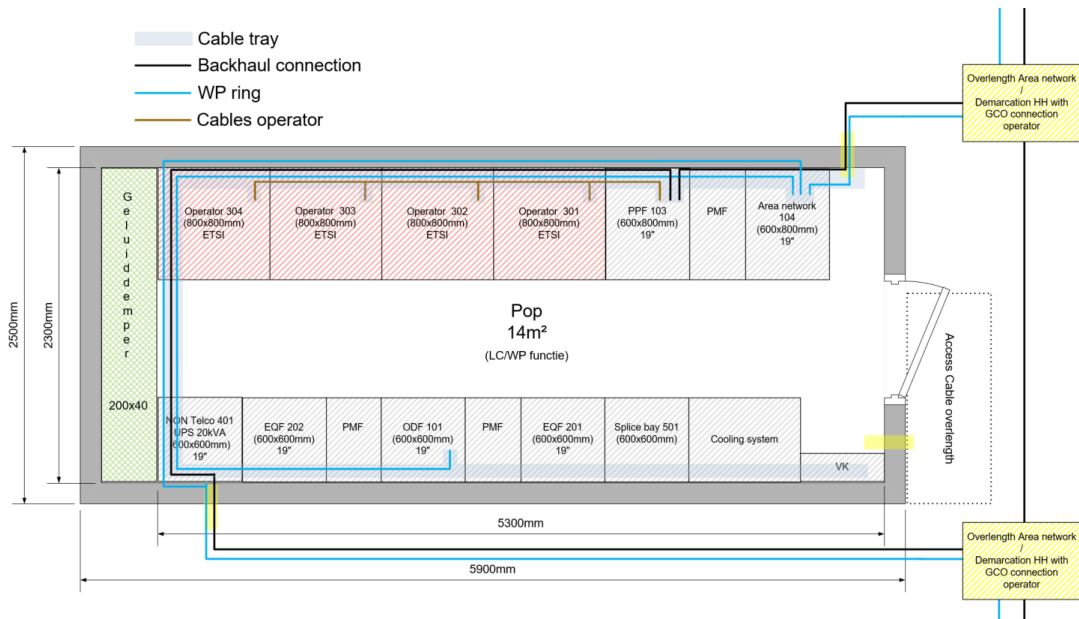 Cable tray
Backhaul connection
WP ring
Cables operator
Overlength Area network
/
Demarcation HH with
GCO connection
operator
Geluiddemper
200x40
Operator 304
(800x800mm)
ETSI
Operator 303
(800x800mm)
ETSI
Operator 302
(800x800mm)
ETSI
Operator 301
(800x800mm)
ETSI
PPF 103
(600x800mm)
19"
PMF
Area network
104
(600x800mm)
19"
2500mm
2300mm
Pop
14m²
(LC/WP functie)
Access Cable overlength
NON Telco 401
UPS 20kVA
(600x600mm)
19"
EQF 202
(600x600mm)
19"
PMF
ODF 101
(600x600mm)
19"
PMF
EQF 201
(600x600mm)
19"
Splice bay 501
(600x600mm)
Cooling system
VK
5300mm
5900mm
Overlength Area network
/
Demarcation HH with
GCO connection
operator